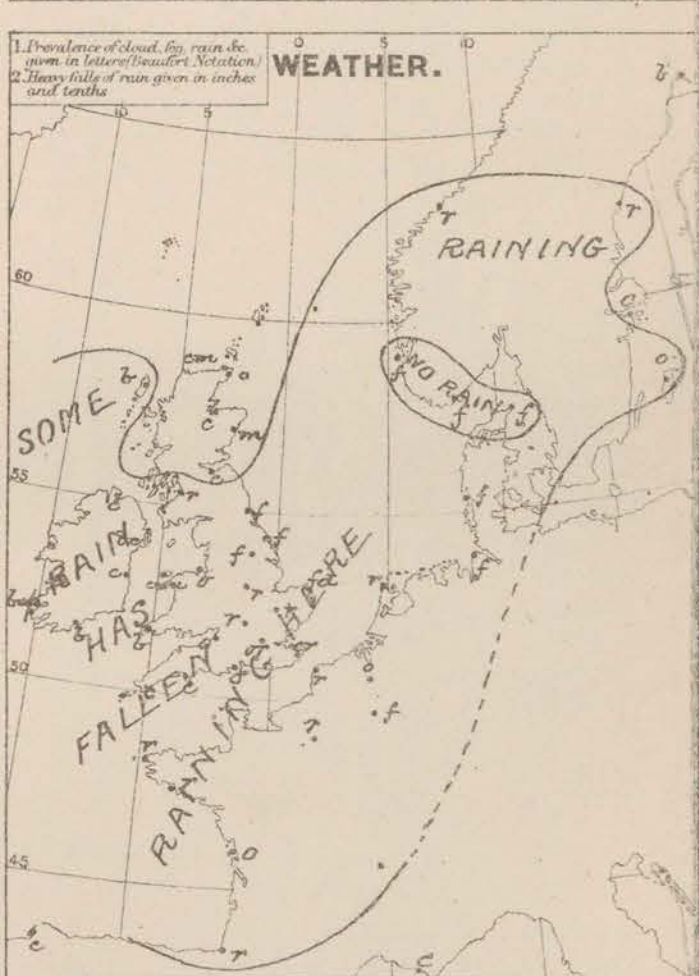 1. Prevalence of cloud, fog, rain &c.
given in letters (Beaufort Notation)
2. Heavy falls of rain given in inches
and tenths
WEATHER.
0
10
10
5
b
r
r
RAINING
60
o
o
cm
o
b
NO RAIN
f
f
f
c
m
SOME
55
r
RAIN
f
f
f
c
r
r
HAS
HERE
50
FALLEN
o
f
r
RAINING
45
o
c
r